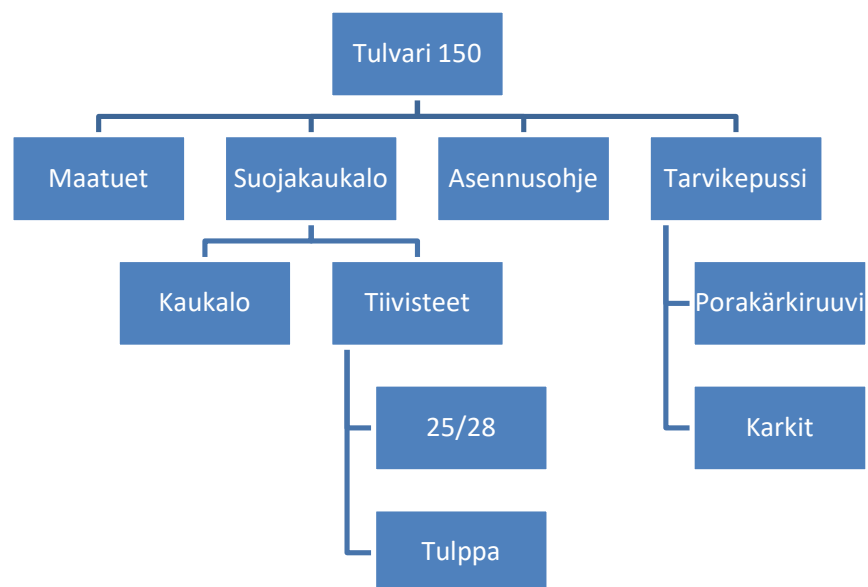 Tulvari 150
Maatuet
Suojakaukalo
Asennusohje
Tarvikepussi
Kaukalo
Tiivisteet
Porakärkiruuvi
25/28
Karkit
Tulppa